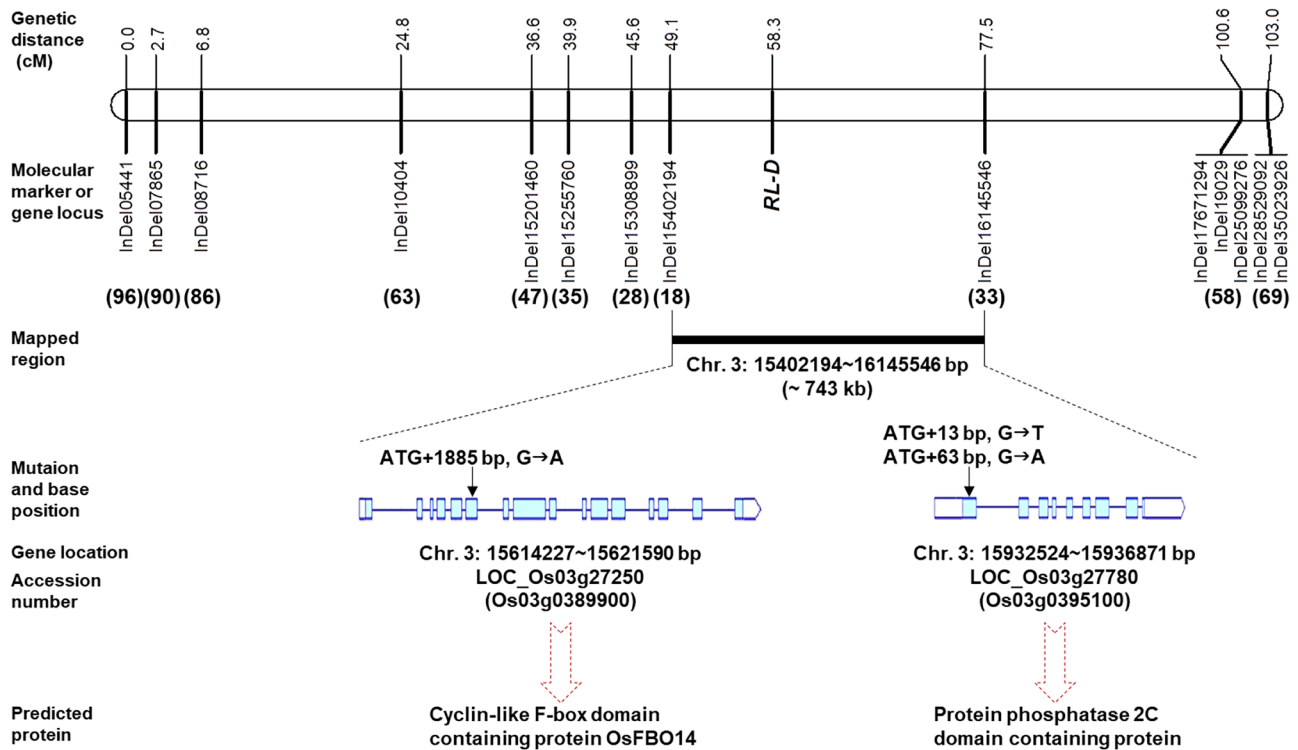 Genetic
distance
(cM)
0.0
2.7
6.8
24.8
36.6
39.9
45.6
49.1
58.3
77.5
100.6
103.0
Molecular
marker or
gene locus
InDel05441
InDel07865
InDel08716
InDel10404
InDel15201460
InDel15255760
InDel15308899
InDel15402194
RL-D
InDel16145546
InDel17671294
InDel19029
InDel25099276
InDel28529092
InDel35023926
(96) (90) (86) (63) (47) (35) (28) (18) (33) (58) (69)
Mapped
region
Chr. 3: 15402194~16145546 bp
(~ 743 kb)
Mutaion
and base
position
ATG+1885 bp, G→A
ATG+13 bp, G→T
ATG+63 bp, G→A
Gene location
Chr. 3: 15614227~15621590 bp
Chr. 3: 15932524~15936871 bp
Accession
number
LOC_Os03g27250
(Os03g0389900)
LOC_Os03g27780
(Os03g0395100)
Predicted
protein
Cyclin-like F-box domain
containing protein OsFBO14
Protein phosphatase 2C
domain containing protein